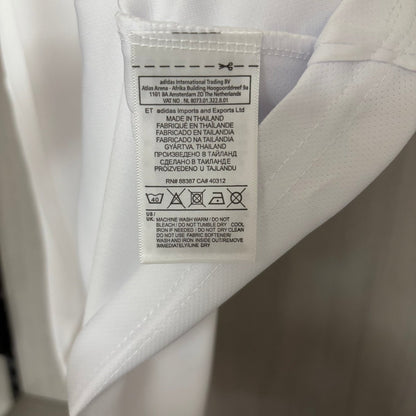 adidas International Trading BV
Atlas Arena - Afrika Building Hoogoorddreef 9a
1101 BA Amsterdam ZO The Netherlands
VAT NO - NL 8073.01.322.B.01
ET adidas Imports and Exports Ltd
MADE IN THAILAND
FABRIQUÉ EN THAÏLANDE
FABRICADO EN TAILANDIA
FABRICADO NA TAILÂNDIA
GYÁRTVA, THAIFÖLD
ПРОИЗВЕДЕНО В ТАЙЛАНД
СДЕЛАНО В ТАИЛАНДЕ
PROIZVEDENO U TAJLANDU
RN# 88387 CA# 40312
40
US/
UK: MACHINE WASH WARM / DO NOT
BLEACH / DO NOT TUMBLE DRY COOL
IRON IF NEEDED / DO NOT DRY CLEAN
DO NOT USE FABRIC SOFTENER/
WASH AND IRON INSIDE OUT/REMOVE
IMMEDIATELY/LINE DRY